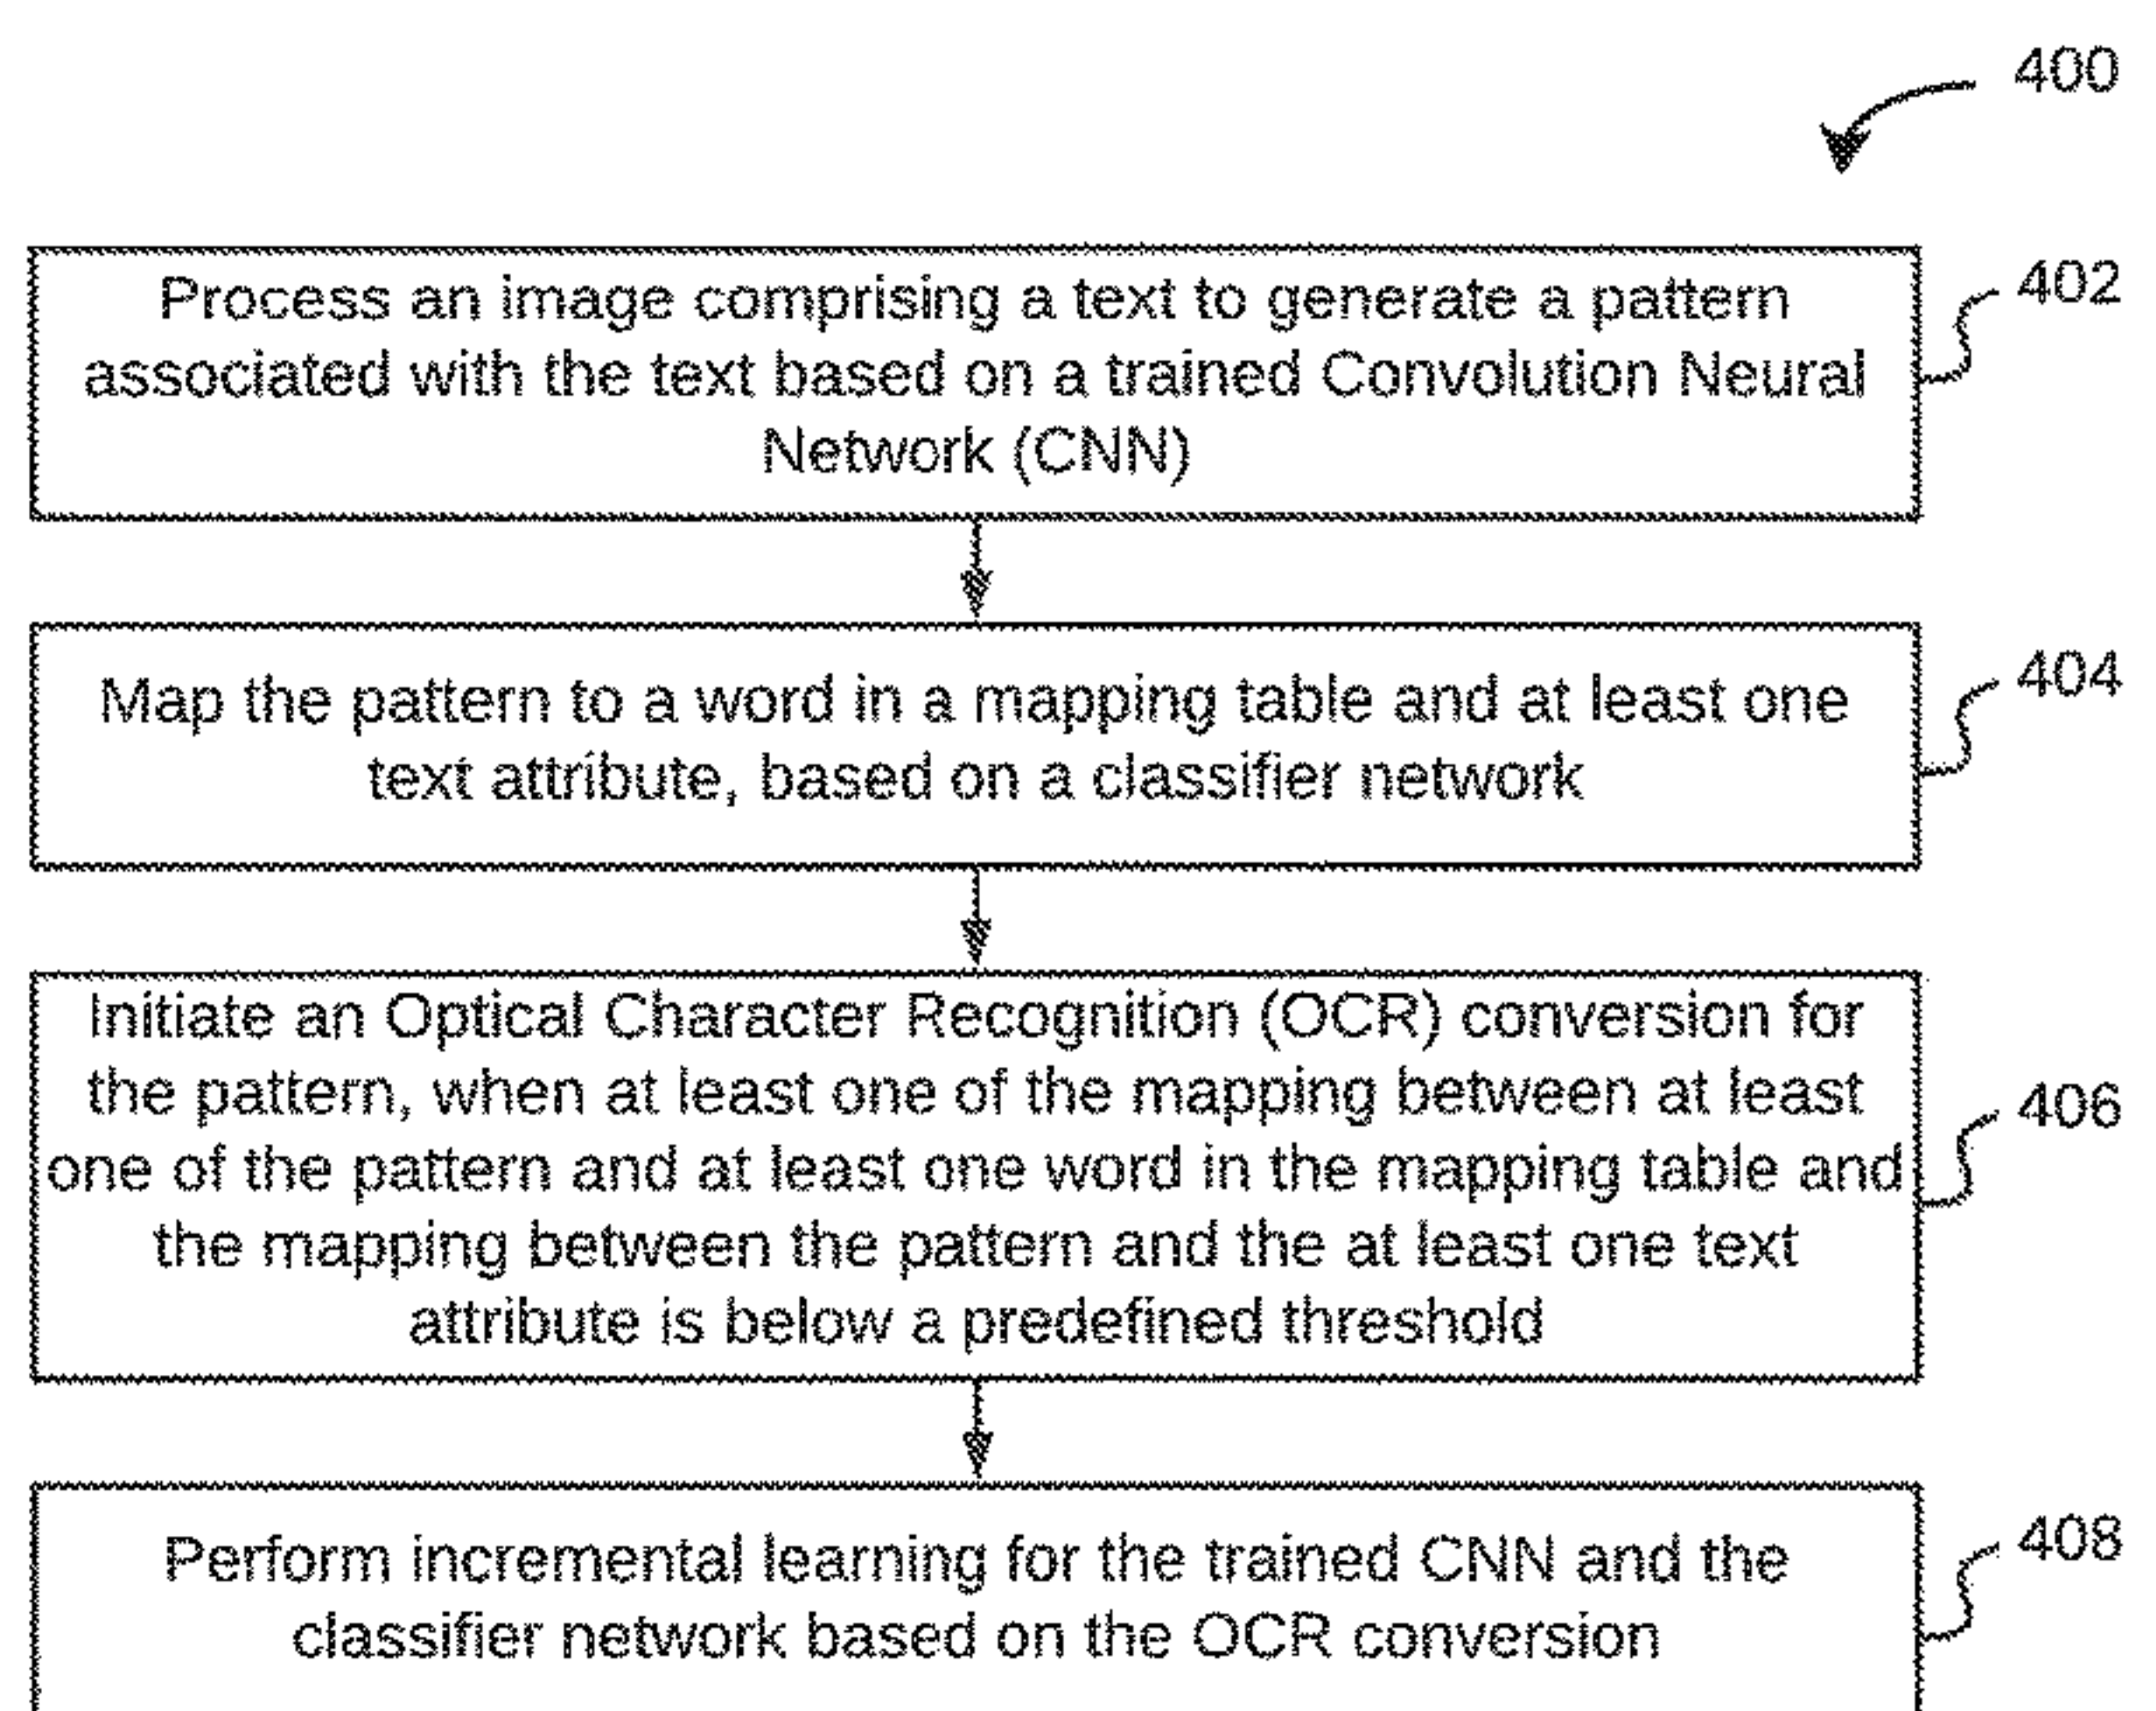 400
Process an image comprising a text to generate a pattern
associated with the text based on a trained Convolution Neural
Network (CNN)
402
Map the pattern to a word in a mapping table and at least one
text attribute, based on a classifier network
404
Initiate an Optical Character Recognition (OCR) conversion for
the pattern, when at least one of the mapping between at least
one of the pattern and at least one word in the mapping table and
the mapping between the pattern and the at least one text
attribute is below a predefined threshold
406
Perform incremental learning for the trained CNN and the
classifier network based on the OCR conversion
408